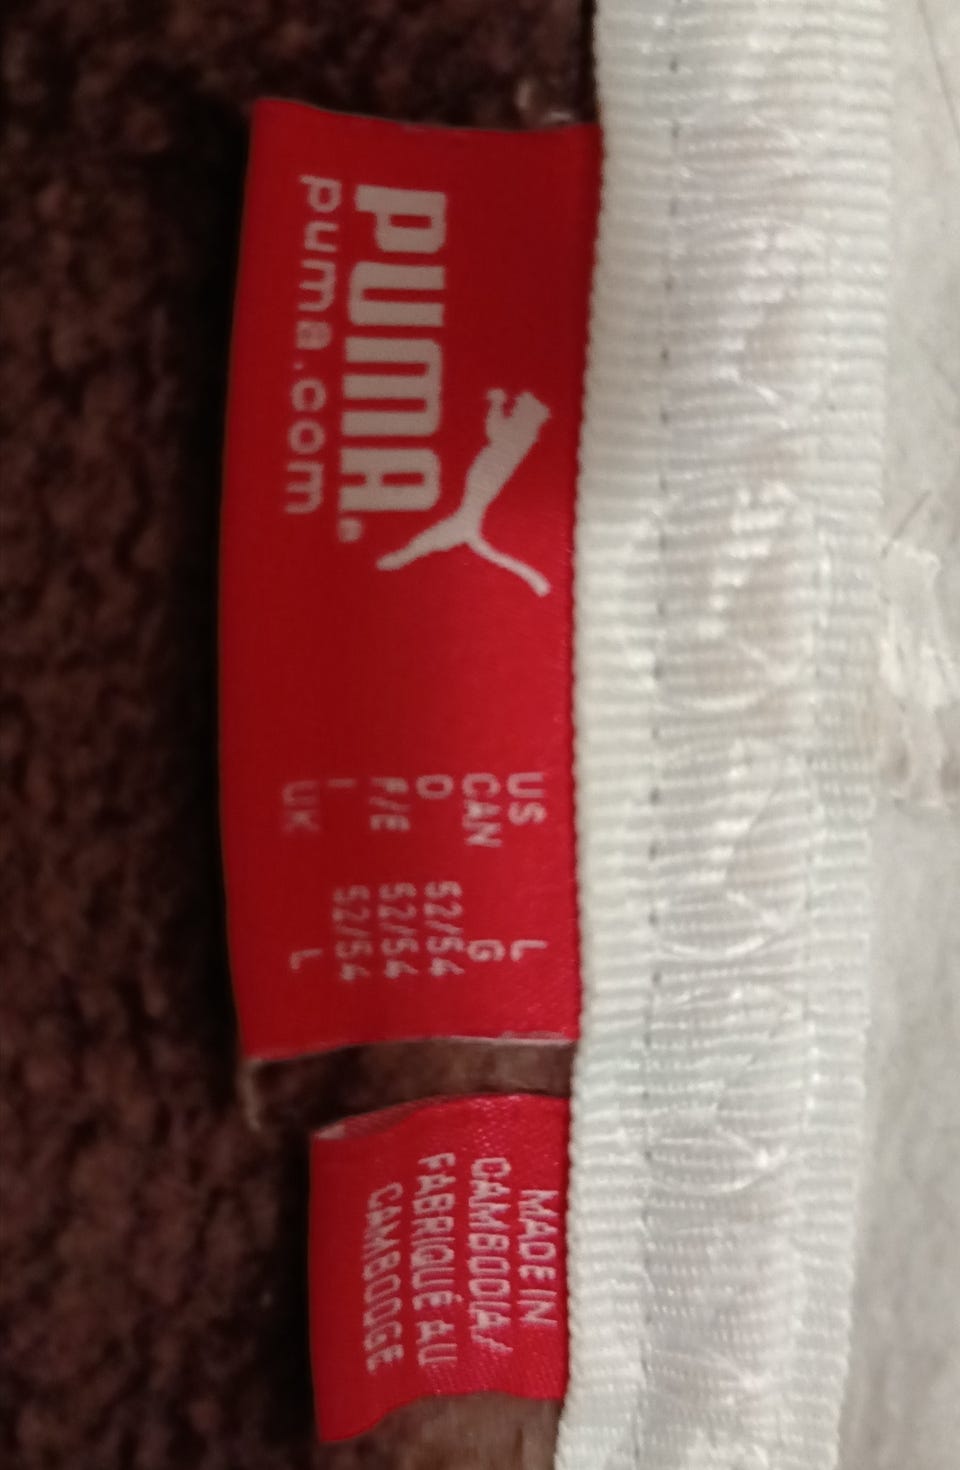 PUMA
puma.com
US L
CAN G
D 52/54
F/E 52/54
I 52/54
UK L
MADE IN
CAMBODIA/
FABRIQUÉ AU
CAMBODGE